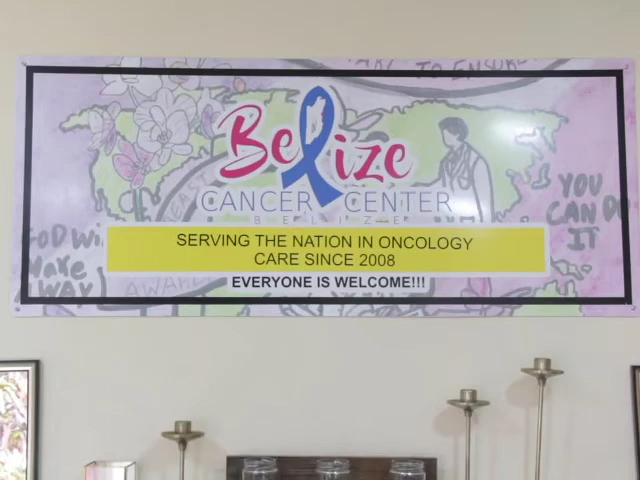 TO ENSURE
Belize
CANCER CENTER
BELIZE
YOU
CAN DO
IT
GOD Will
Make
WAY
SERVING THE NATION IN ONCOLOGY
CARE SINCE 2008
EVERYONE IS WELCOME!!!